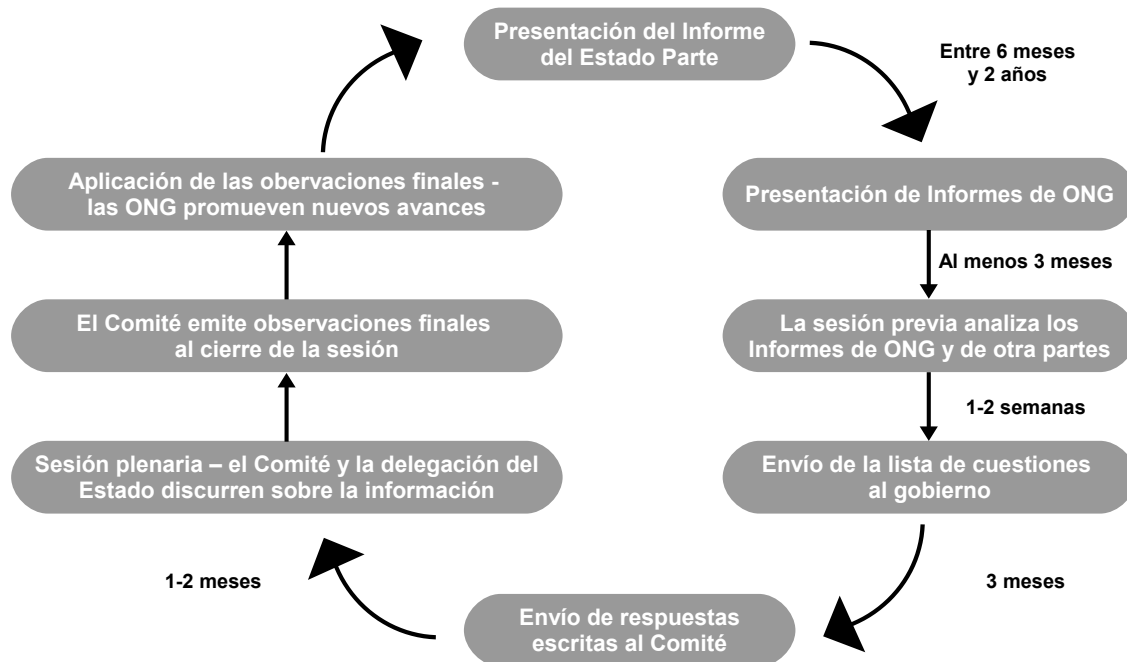 Presentación del Informe
del Estado Parte
Entre 6 meses
y 2 años
Presentación de Informes de ONG
Al menos 3 meses
La sesión previa analiza los
Informes de ONG y de otra partes
1-2 semanas
Envío de la lista de cuestiones
al gobierno
3 meses
Envío de respuestas
escritas al Comité
1-2 meses
Sesión plenaria – el Comité y la delegación del
Estado discurren sobre la información
El Comité emite observaciones finales
al cierre de la sesión
Aplicación de las obervaciones finales -
las ONG promueven nuevos avances